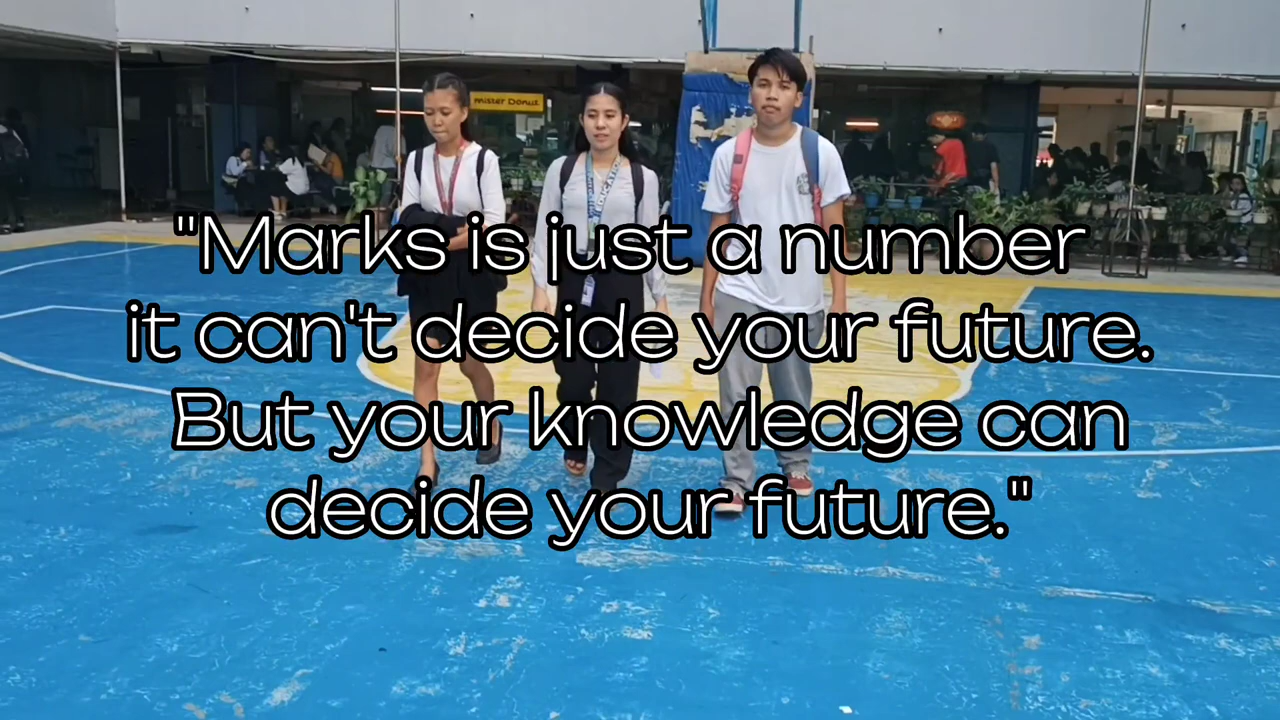 mister Donut
"Marks is just a number
it can't decide your future.
But your knowledge can
decide your future."